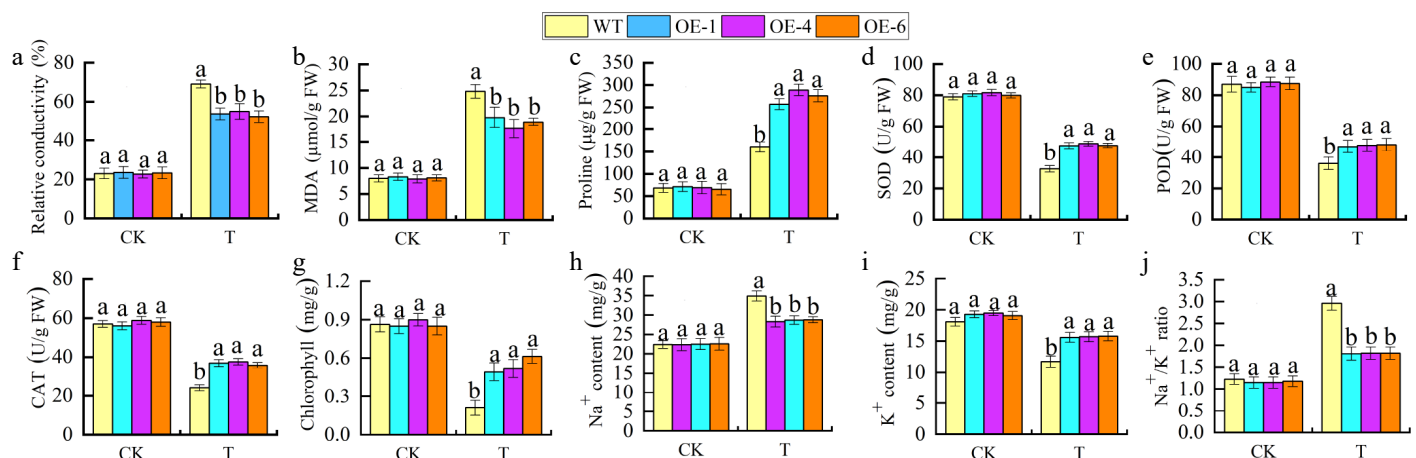 WT OE-1 OE-4 OE-6
a
Relative conductivity (%)
80
60
40
20
0
a a a a
a b b b
CK T
b
MDA (μmol/g FW)
30
25
20
15
10
5
0
a a a a
a b b b
CK T
c
Proline (μg/g FW)
350
300
250
200
150
100
50
0
a a a a
b a a a
CK T
d
SOD (U/g FW)
100
80
60
40
20
0
a a a a
b a a a
CK T
e
POD(U/g FW)
100
80
60
40
20
0
a a a a
b a a a
CK T
f
CAT (U/g FW)
80
60
40
20
0
a a a a
b a a a
CK T
g
Chlorophyll (mg/g)
1.2
0.9
0.6
0.3
0.0
a a a a
b a a a
CK T
h
Na⁺ content (mg/g)
40
35
30
25
20
15
10
5
0
a a a a
a b b b
CK T
i
K⁺ content (mg/g)
25
20
15
10
5
0
a a a a
b a a a
CK T
j
Na⁺/K⁺ ratio
3.5
3.0
2.5
2.0
1.5
1.0
0.5
0.0
a a a a
a b b b
CK T